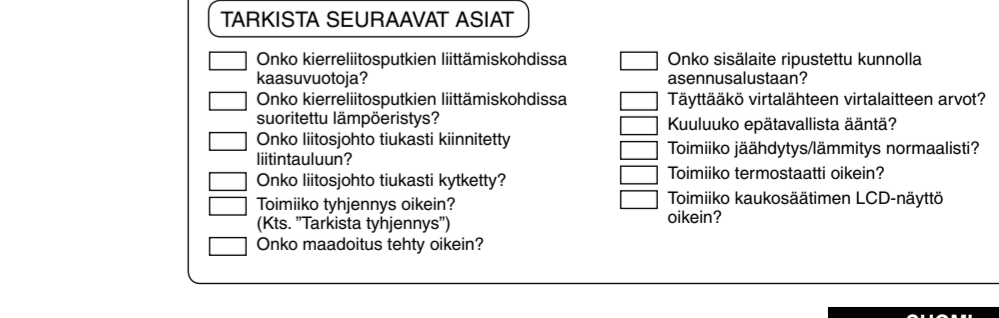 TARKISTA SEURAAVAT ASIAT
Onko kierreliitosputkien liittämiskohdissa
kaasuvuotoja?
Onko kierreliitosputkien liittämiskohdissa
suoritettu lämpöeristys?
Onko liitosjohto tiukasti kiinnitetty
liitintauluun?
Onko liitosjohto tiukasti kytketty?
Toimiiko tyhjennys oikein?
(Kts. ”Tarkista tyhjennys”)
Onko maadoitus tehty oikein?
Onko sisälaite ripustettu kunnolla
asennusalustaan?
Täyttääkö virtalähteen virtalaitteen arvot?
Kuuluuko epätavallista ääntä?
Toimiiko jäähdytys/lämmitys normaalisti?
Toimiiko termostaatti oikein?
Toimiiko kaukosäätimen LCD-näyttö
oikein?
SUOMI